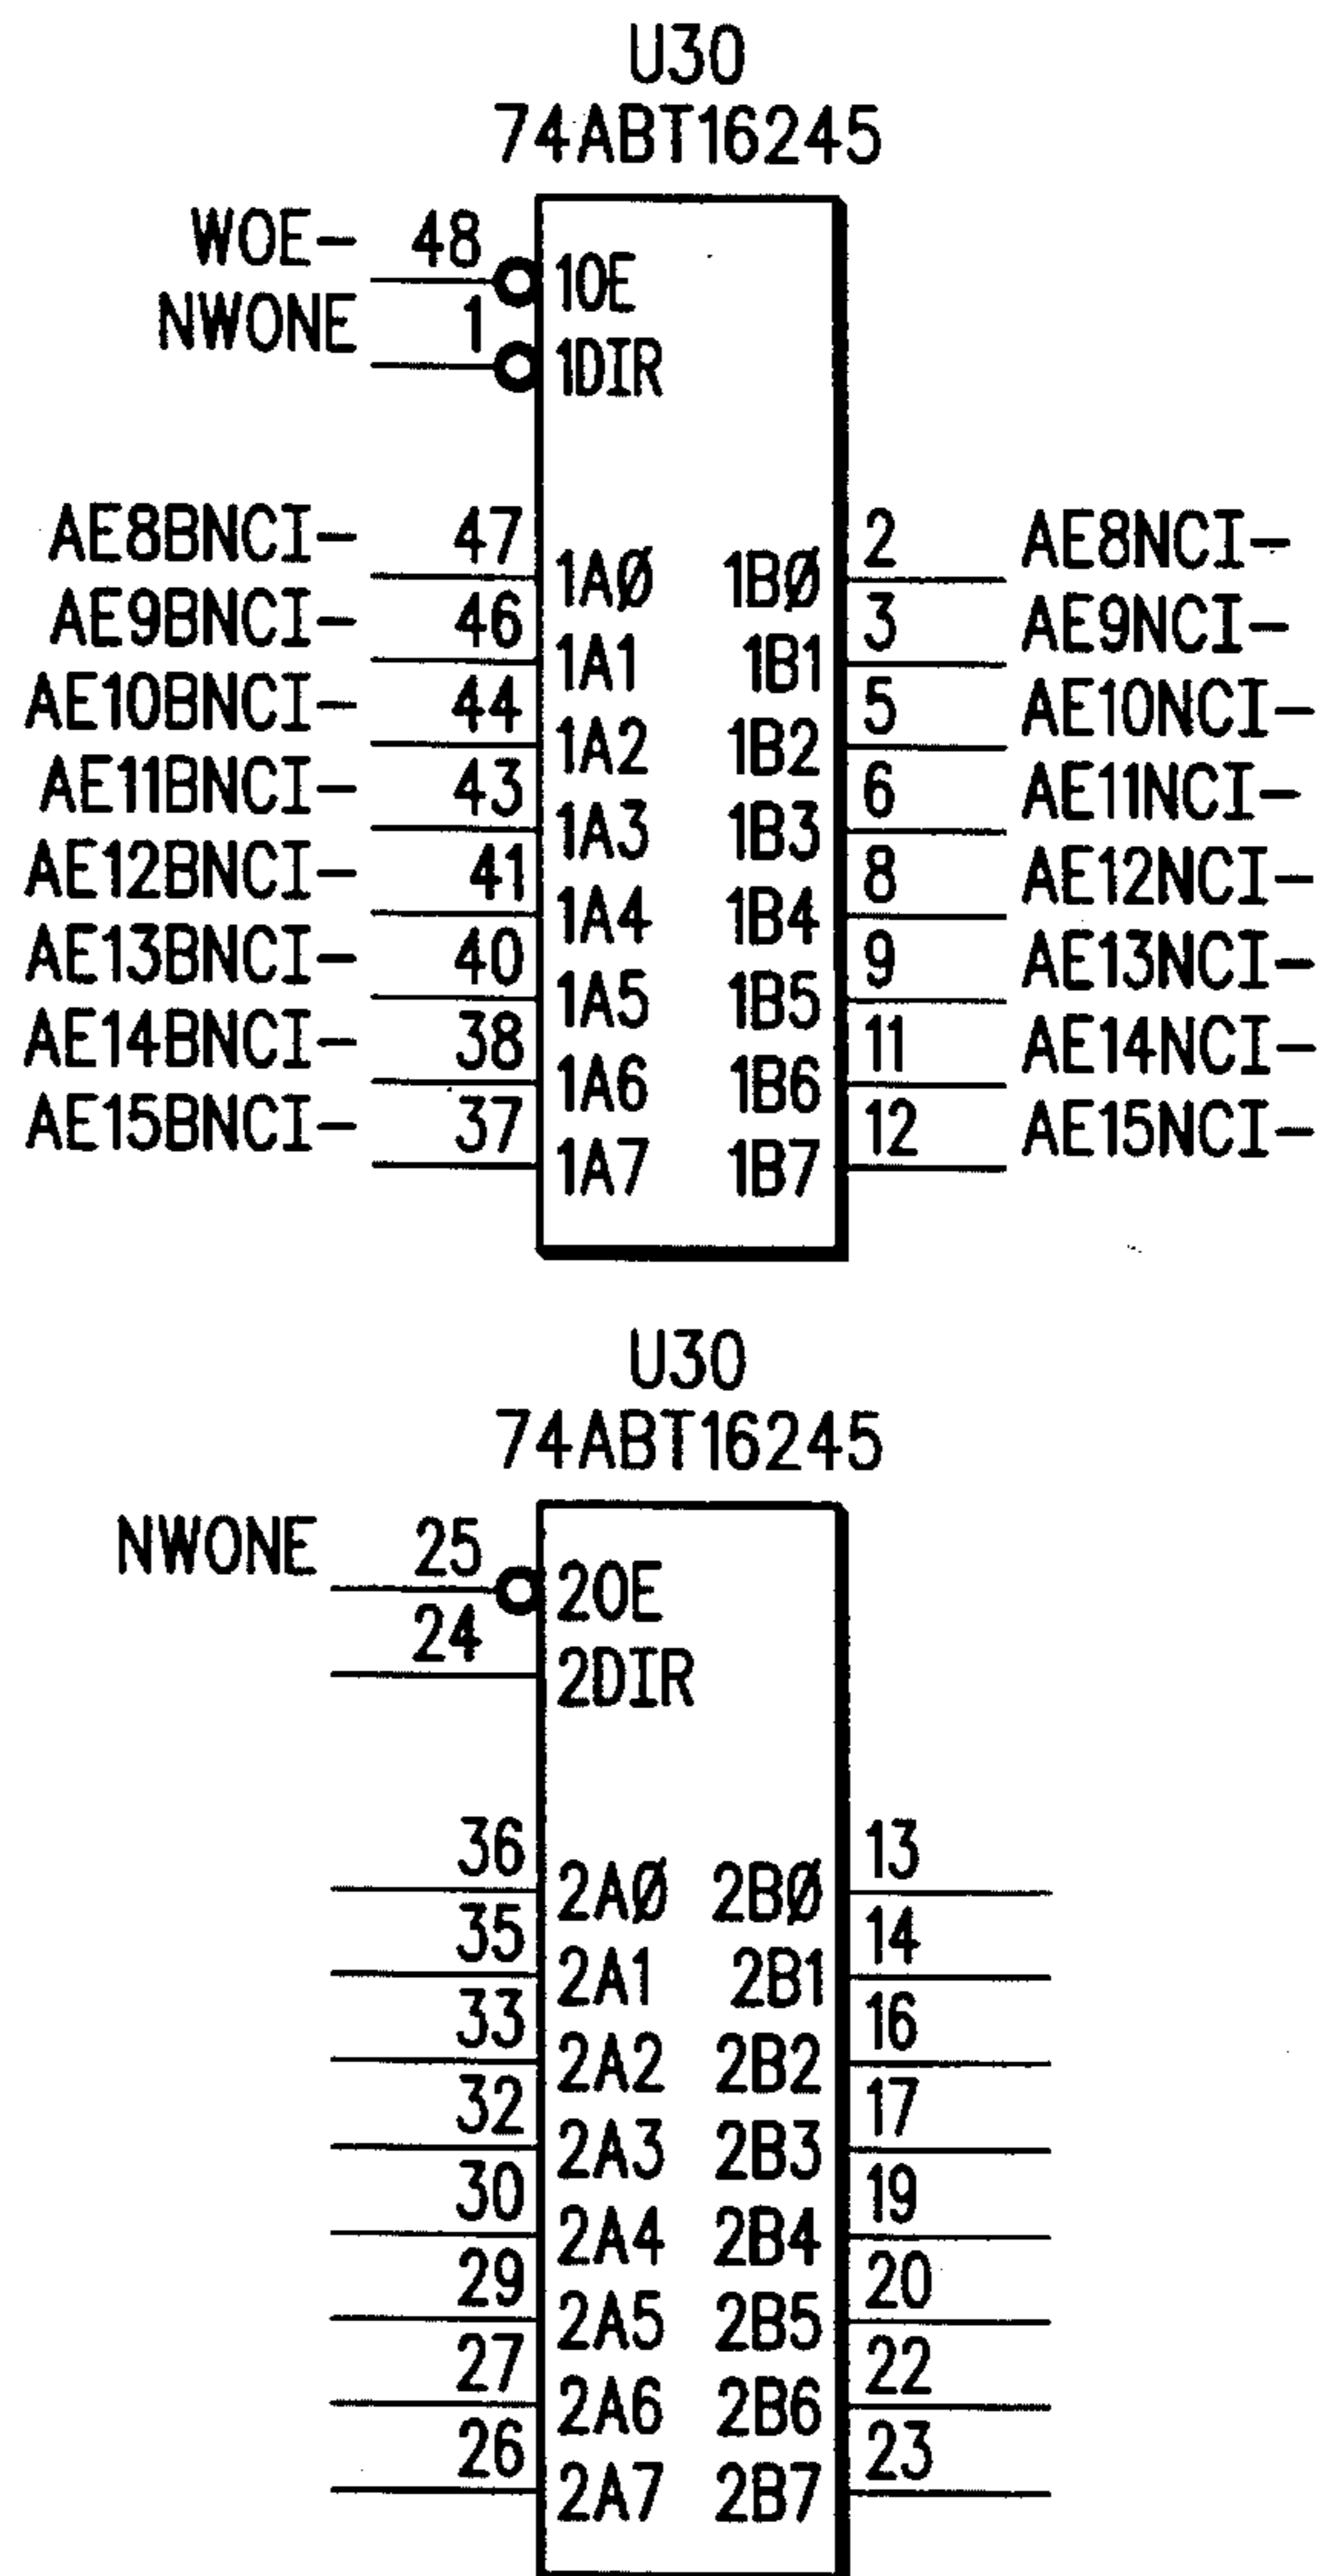 U30
74ABT16245
WOE- 48 1OE
NWONE 1 1DIR
AE8BNCI- 47 1AØ 1BØ 2 AE8NCI-
AE9BNCI- 46 1A1 1B1 3 AE9NCI-
AE10BNCI- 44 1A2 1B2 5 AE10NCI-
AE11BNCI- 43 1A3 1B3 6 AE11NCI-
AE12BNCI- 41 1A4 1B4 8 AE12NCI-
AE13BNCI- 40 1A5 1B5 9 AE13NCI-
AE14BNCI- 38 1A6 1B6 11 AE14NCI-
AE15BNCI- 37 1A7 1B7 12 AE15NCI-
U30
74ABT16245
NWONE 25 2OE
24 2DIR
36 2AØ 2BØ 13
35 2A1 2B1 14
33 2A2 2B2 16
32 2A3 2B3 17
30 2A4 2B4 19
29 2A5 2B5 20
27 2A6 2B6 22
26 2A7 2B7 23